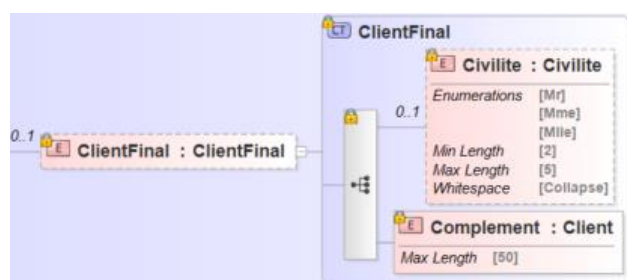 CT ClientFinal
E Civilite : Civilite
Enumerations [Mr]
0..1 [Mme]
[Mlle]
Min Length [2]
Max Length [5]
Whitespace [Collapse]
0..1 E ClientFinal : ClientFinal
E Complement : Client
Max Length [50]